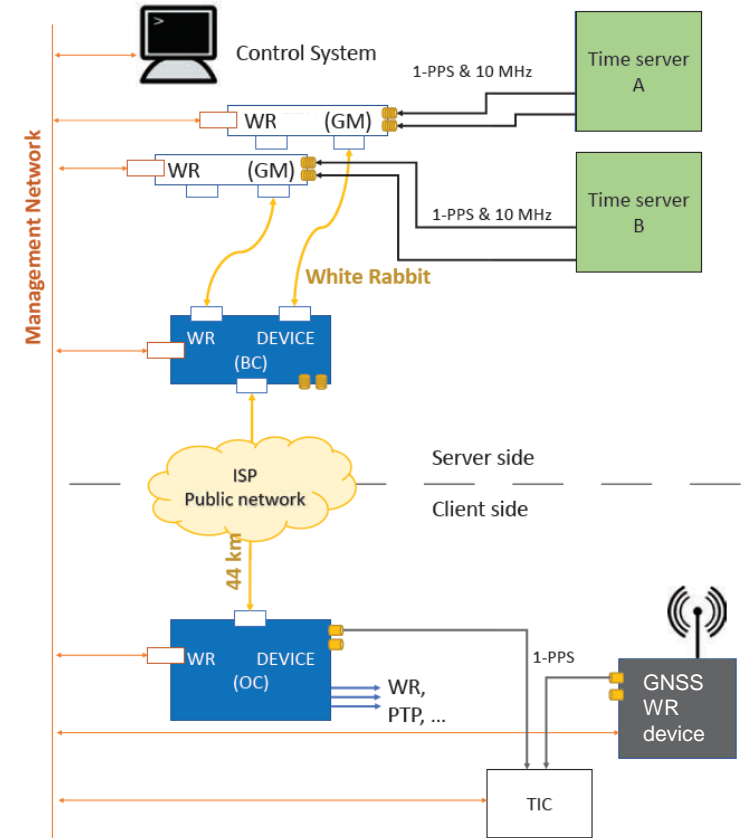 >_
Control System
1-PPS & 10 MHz
Time server
A
WR (GM)
WR (GM)
1-PPS & 10 MHz
Time server
B
Management Network
White Rabbit
WR DEVICE
(BC)
ISP
Public network
Server side
Client side
44 km
WR DEVICE
(OC)
1-PPS
WR,
PTP, ...
GNSS
WR
device
TIC